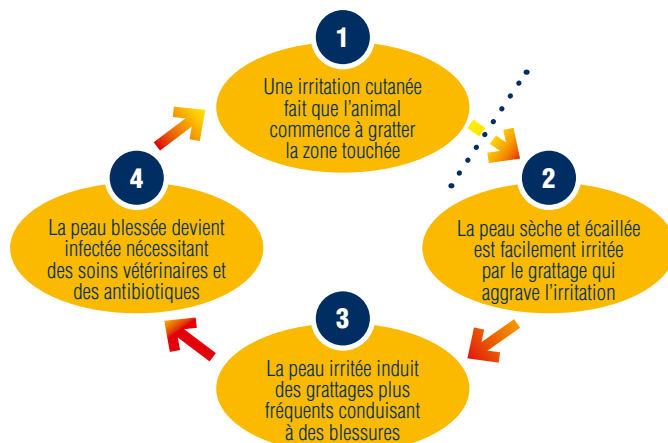 1
Une irritation cutanée
fait que l'animal
commence à gratter
la zone touchée
2
La peau sèche et écaillée
est facilement irritée
par le grattage qui
aggrave l'irritation
3
La peau irritée induit
des grattages plus
fréquents conduisant
à des blessures
4
La peau blessée devient
infectée nécessitant
des soins vétérinaires et
des antibiotiques